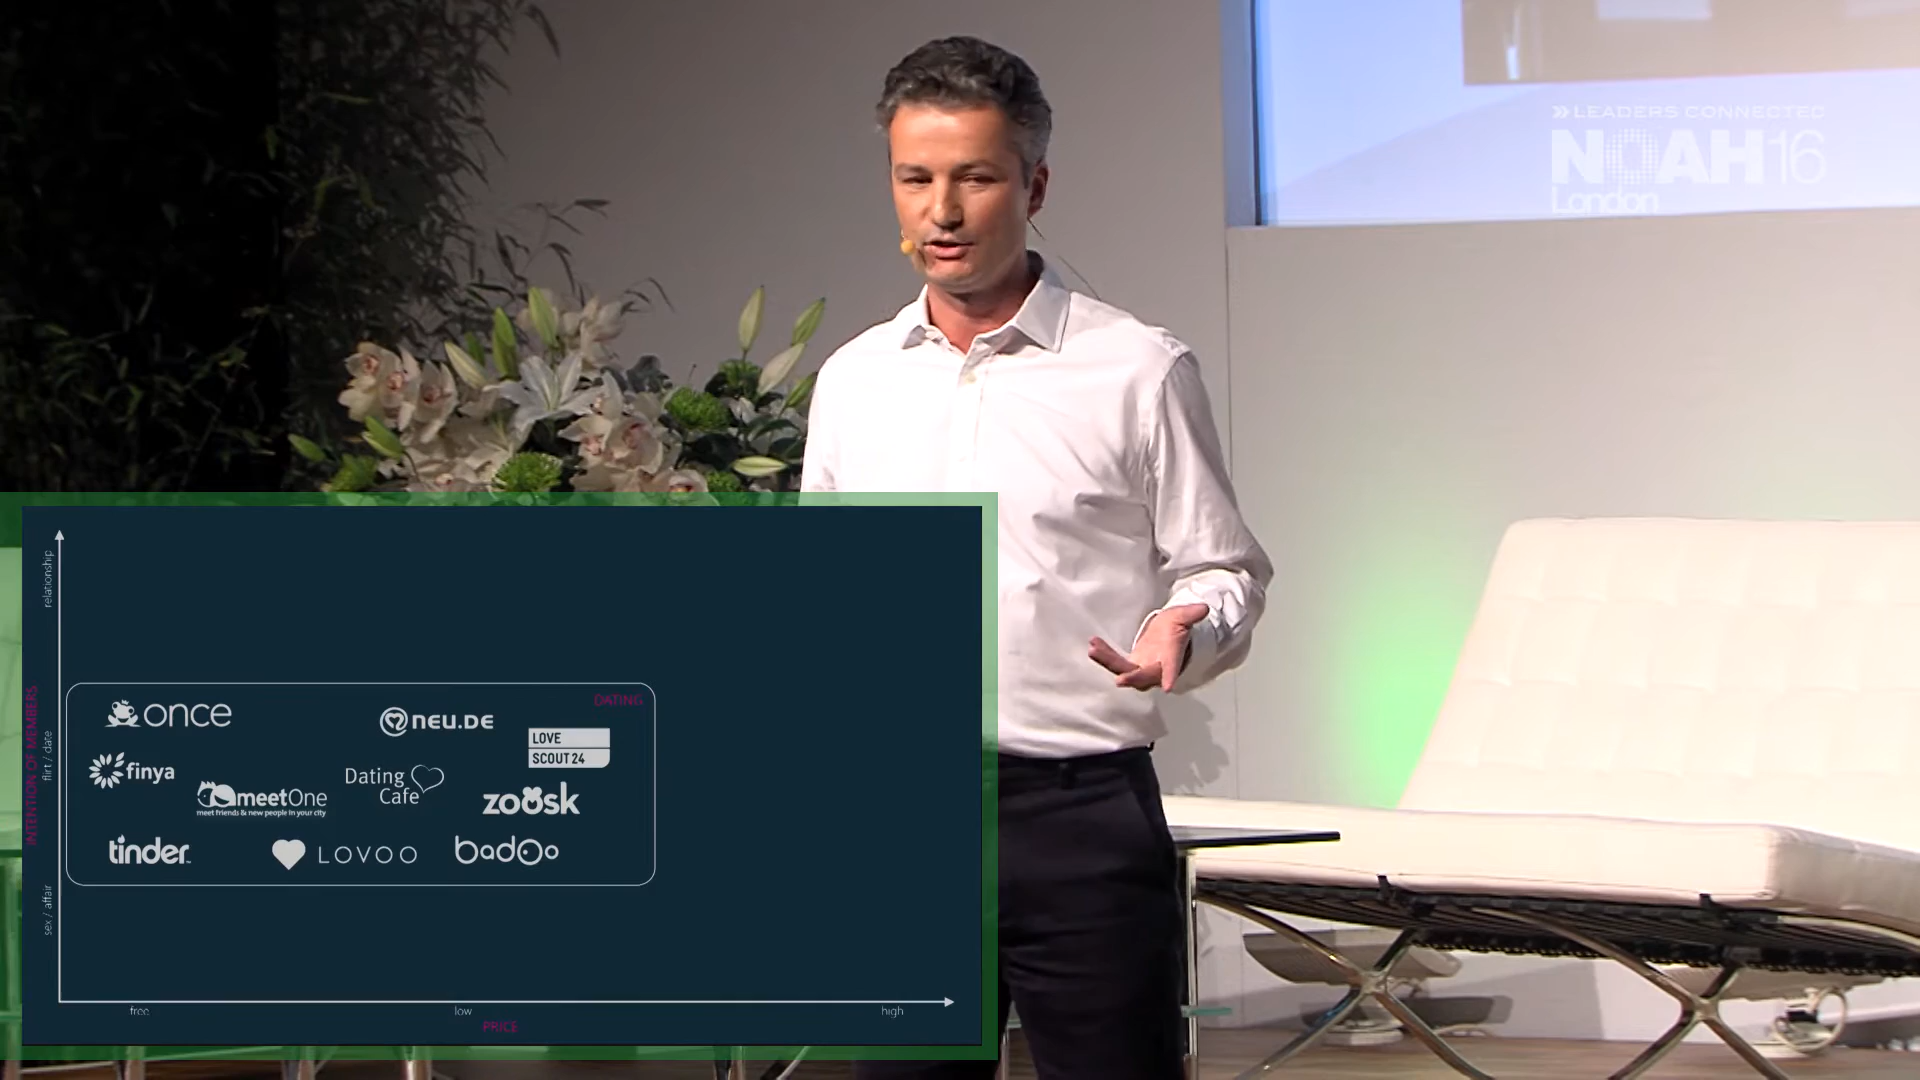 LEADERS CONNECTED
NOAH16
London
relationship
INTENTION OF MEMBERS
flirt / date
sex / affair
DATING
once
NEU.DE
LOVE
SCOUT 24
finya
meetOne
meet friends & new people in your city
Dating
Cafe
zoosk
tinder
LOVOO
badoo
free
low
high
PRICE